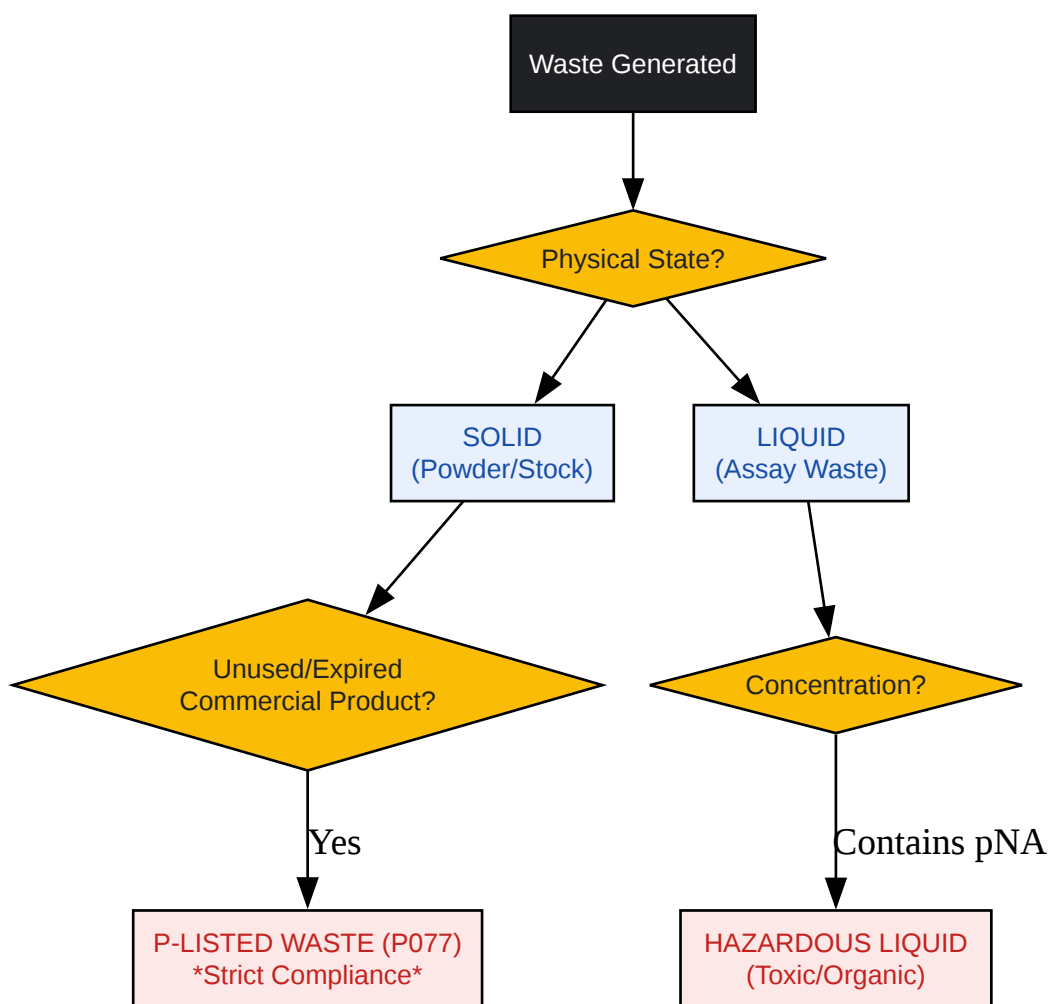 Waste Generated
Physical State?
SOLID
(Powder/Stock)
LIQUID
(Assay Waste)
Unused/Expired
Commercial Product?
Concentration?
Yes
Contains pNA
P-LISTED WASTE (P077)
*Strict Compliance*
HAZARDOUS LIQUID
(Toxic/Organic)